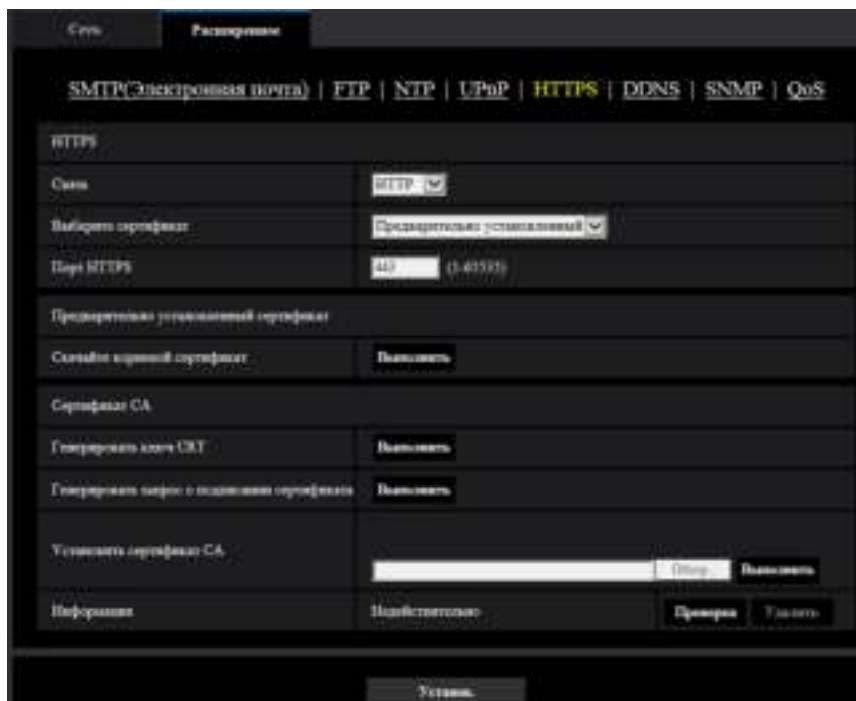 Сеть Расширенное
SMTP(Электронная почта) | FTP | NTP | UPnP | HTTPS | DDNS | SNMP | QoS
HTTPS
Связь HTTP
Выберите сертификат Предварительно установленный
Порт HTTPS 443 (1-65535)
Предварительно установленный сертификат
Скачайте корневой сертификат Выполнить
Сертификат CA
Генерировать ключ CRT Выполнить
Генерировать запрос о подписании сертификата Выполнить
Установить сертификат CA Обзор... Выполнить
Информация Недействительно Проверка Удалить
Установ.